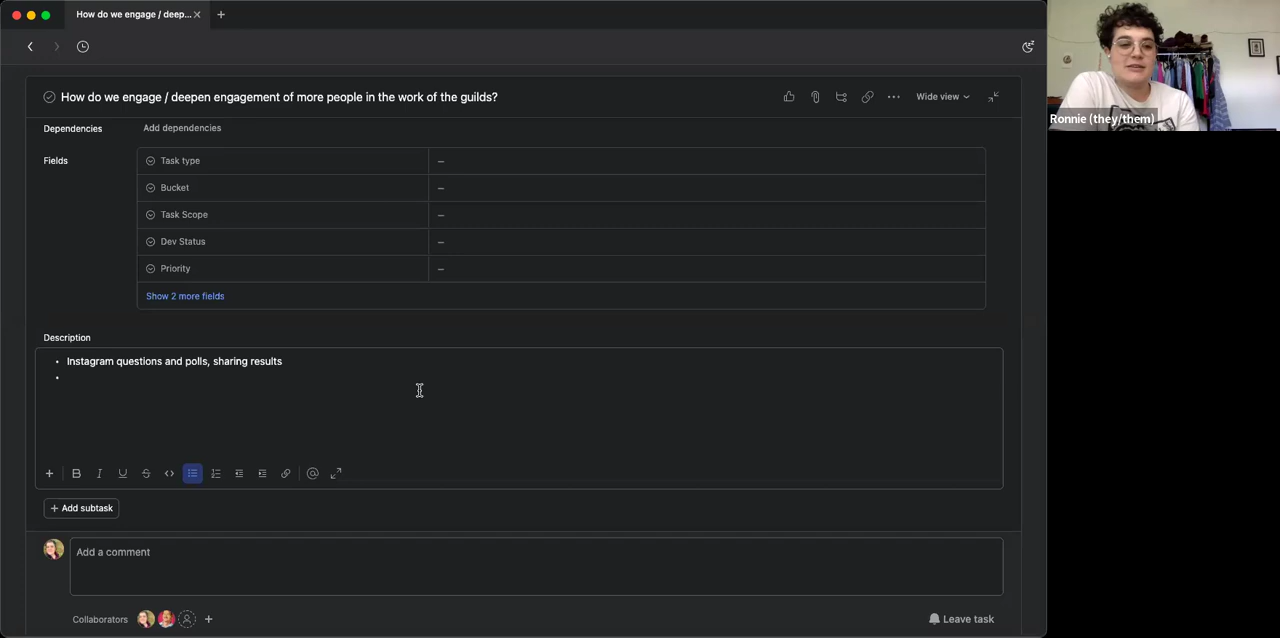 How do we engage / deep...
How do we engage / deepen engagement of more people in the work of the guilds?
Wide view
Ronnie (they/them)
Dependencies
Add dependencies
Fields
Task type
–
Bucket
–
Task Scope
–
Dev Status
–
Priority
–
Show 2 more fields
Description
• Instagram questions and polls, sharing results
•
+ Add subtask
Add a comment
Collaborators
Leave task